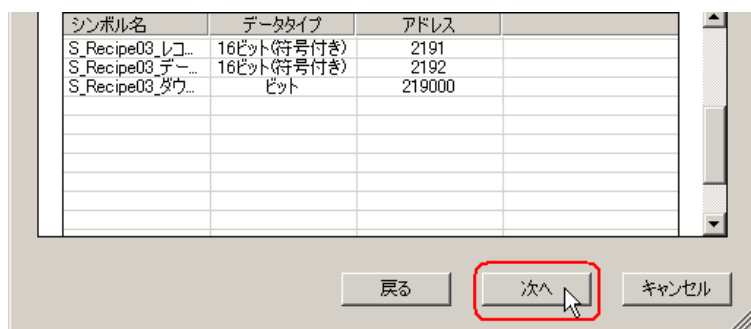 シンボル名 データタイプ アドレス
S_Recipe03_レコ... 16ビット(符号付き) 2191
S_Recipe03_デー... 16ビット(符号付き) 2192
S_Recipe03_ダウ... ビット 219000
戻る 次へ キャンセル